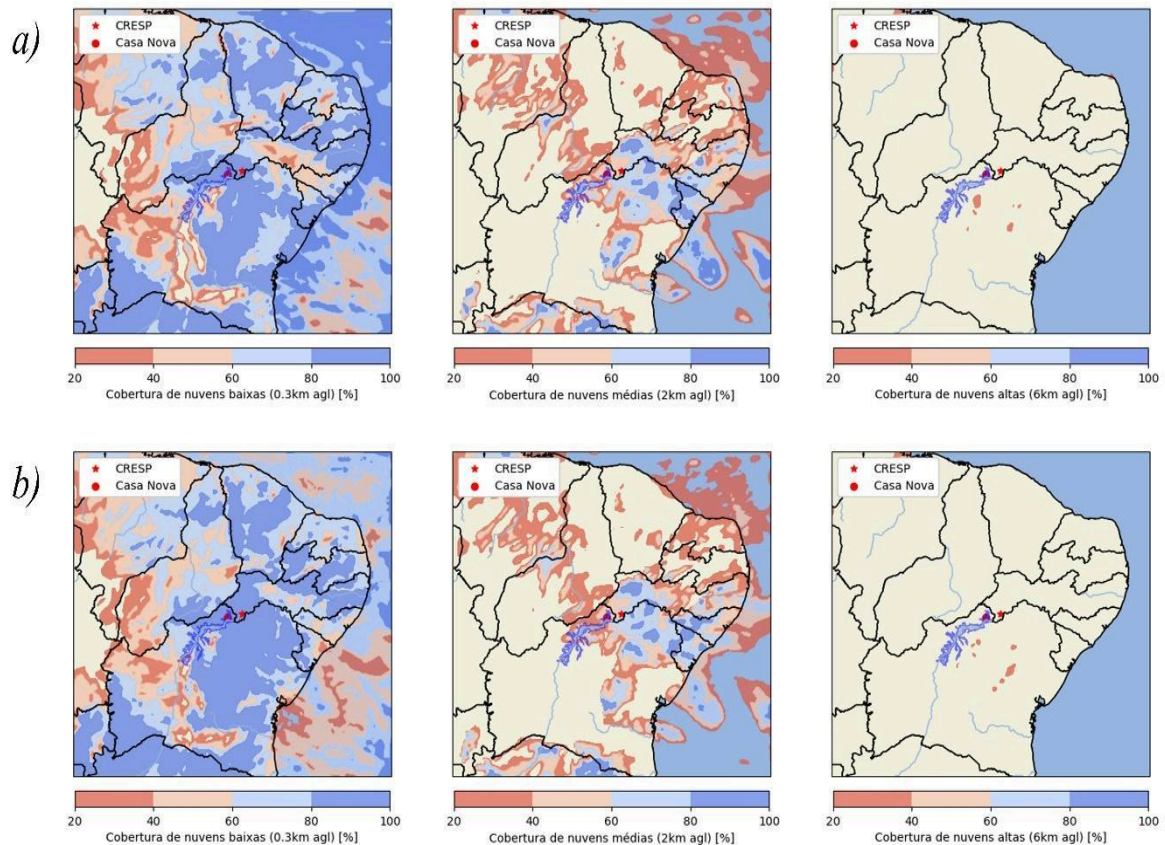 a)
CRESP
Casa Nova
20 40 60 80 100
Cobertura de nuvens baixas (0.3km agl) [%]
CRESP
Casa Nova
20 40 60 80 100
Cobertura de nuvens médias (2km agl) [%]
CRESP
Casa Nova
20 40 60 80 100
Cobertura de nuvens altas (6km agl) [%]
b)
CRESP
Casa Nova
20 40 60 80 100
Cobertura de nuvens baixas (0.3km agl) [%]
CRESP
Casa Nova
20 40 60 80 100
Cobertura de nuvens médias (2km agl) [%]
CRESP
Casa Nova
20 40 60 80 100
Cobertura de nuvens altas (6km agl) [%]